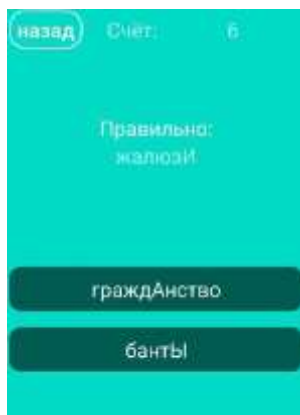 назад Счёт: 6
Правильно:
жалюзИ
граждАнство
бантЫ